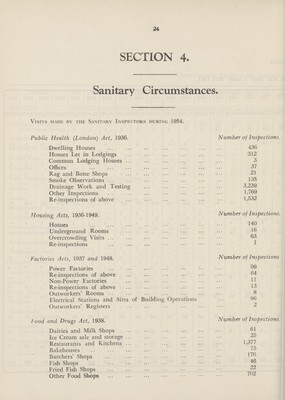 24
SECTION 4.
Sanitary Circumstances.
VISITS MADE BY THE SANITARY INSPECTORS DURING 1954.
Public Health (London) Act, 1936. Number of Inspections.
Dwelling Houses ... 436
Houses Let in Lodgings ... 312
Common Lodging Houses ... 3
Offices ... 37
Rag and Bone Shops ... 21
Smoke Observations ... 135
Drainage Work and Testing ... 3,239
Other Inspections ... 1,769
Re-inspections of above ... 1,532
Housing Acts, 1936-1949. Number of Inspections.
Houses ... 140
Underground Rooms ... 16
Overcrowding Visits ... 63
Re-inspections ... 1
Factories Acts, 1937 and 1948. Number of Inspections
Power Factories ... 99
Re-inspections of above ... 64
Non-Power Factories ... 11
Re-inspections of above ... 13
Outworkers' Rooms ... 8
Electrical Stations and Sites of Building Operations ... 96
Outworkers' Registers ... 2
Food and Drugs Act, 1938. Number of Inspections.
Dairies and Milk Shops ... 61
Ice Cream sale and storage ... 25
Restaurants and Kitchens ... 1,377
Bakehouses ... 75
Butchers' Shops ... 176
Fish Shops ... 46
Fried Fish Shops ... 22
Other Food Shops ... 702